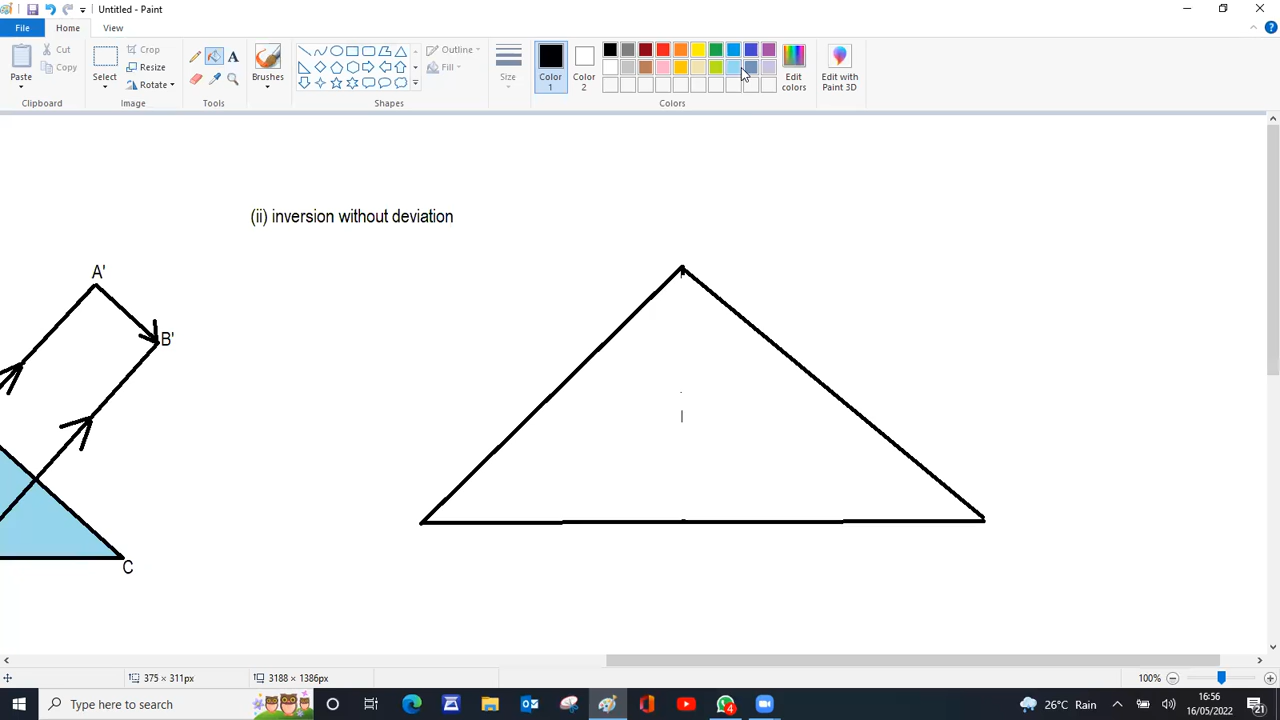 Untitled - Paint
File Home View
Paste
Cut
Copy
Clipboard
Select
Crop
Resize
Rotate
Image
Tools
Brushes
Shapes
Outline
Fill
Size
Color 1
Color 2
Colors
Edit colors
Edit with Paint 3D
(ii) inversion without deviation
A'
B'
C
375 × 311px
3188 × 1386px
100%
Type here to search
4
26°C Rain
16:56
16/05/2022
21